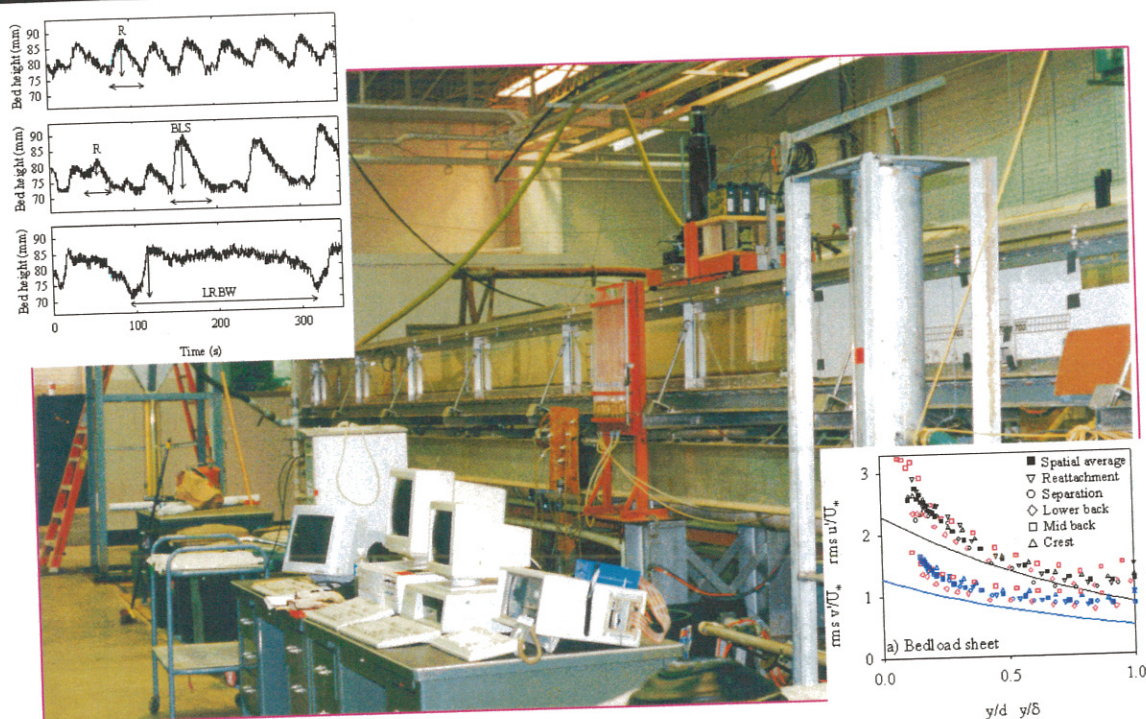 Bed height (mm)
90
85
80
75
70
R
Bed height (mm)
90
85
80
75
70
R
BLS
Bed height (mm)
90
85
80
75
70
LRBW
0
100
200
300
Time (s)
rms v'/U* rms u'/U*
3
2
1
0
Spatial average
Reattachment
Separation
Lower back
Mid back
Crest
a) Bedload sheet
0.0
0.5
1.0
y/d y/δ